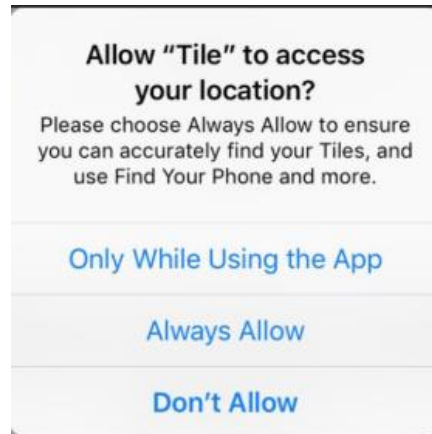 Allow “Tile” to access
your location?
Please choose Always Allow to ensure
you can accurately find your Tiles, and
use Find Your Phone and more.
Only While Using the App
Always Allow
Don’t Allow